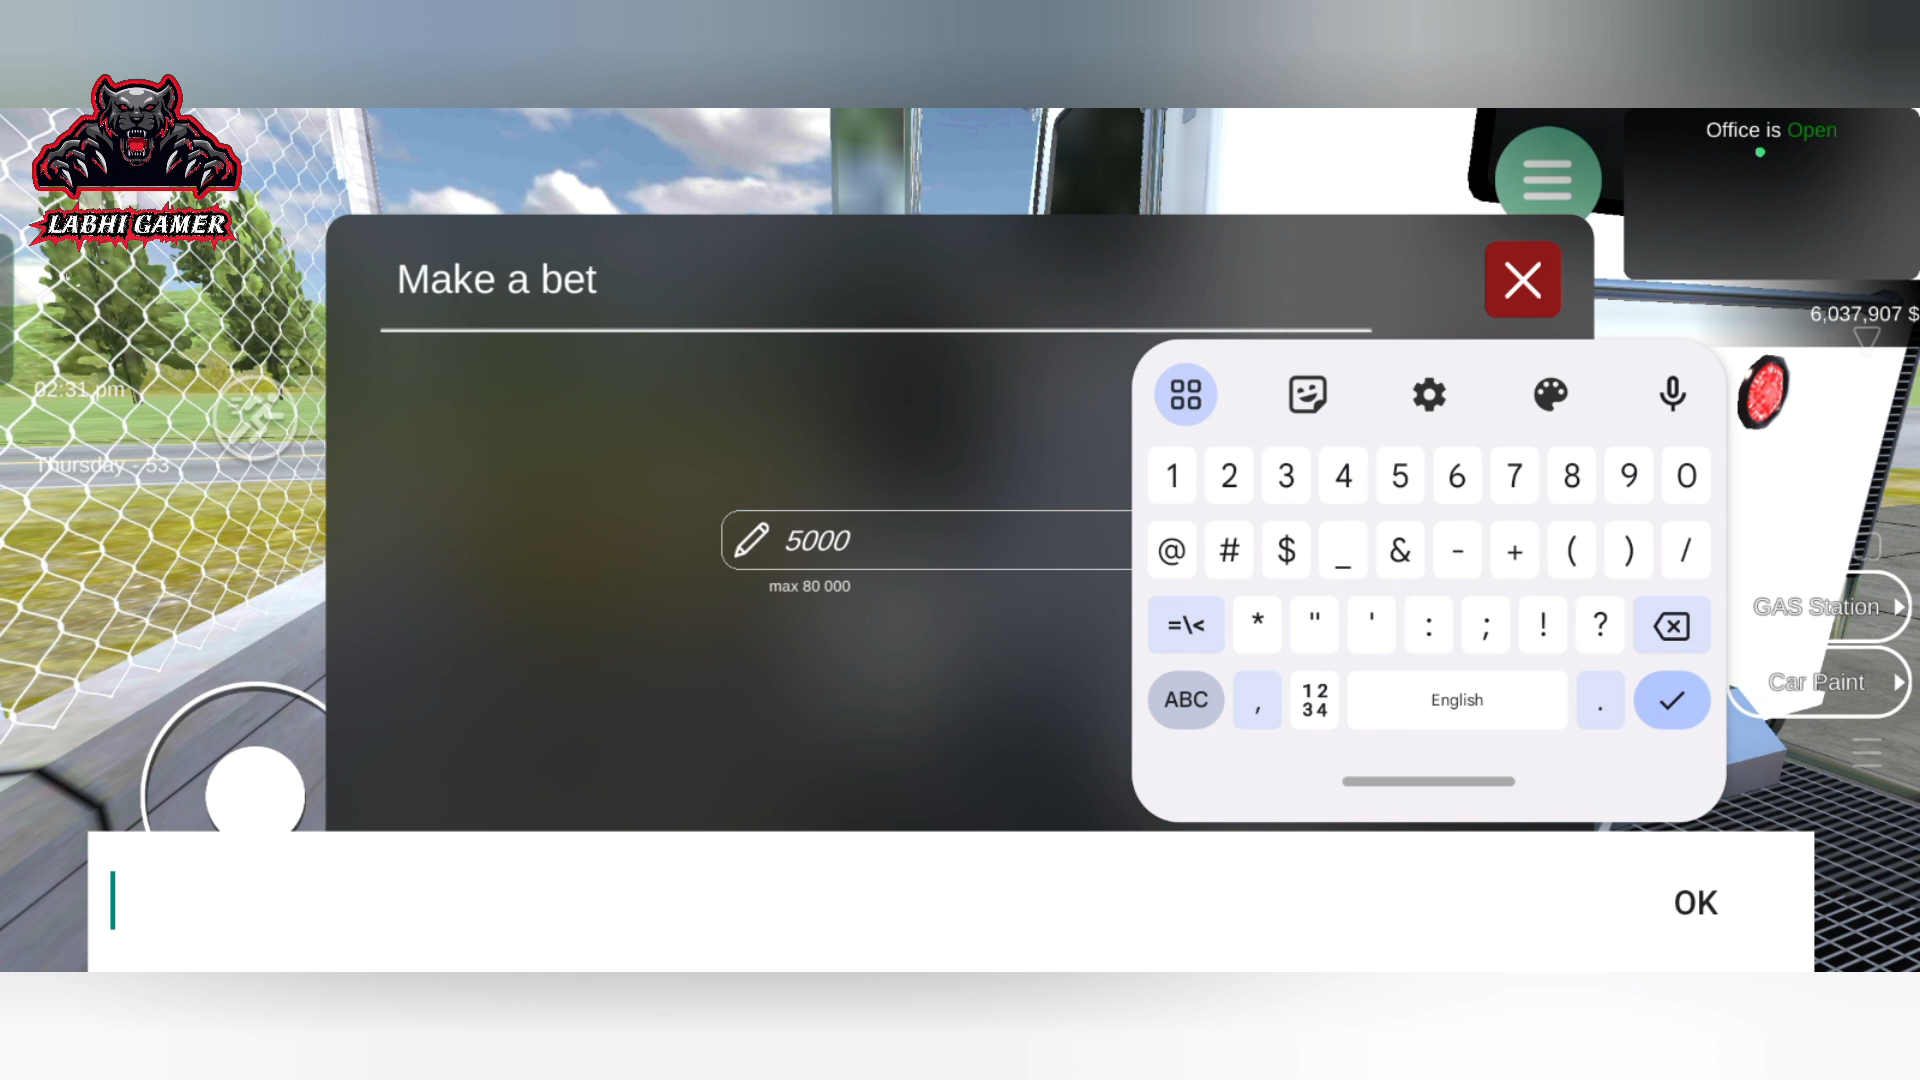 LABHI GAMER
Office is Open
Make a bet
6,037,907 $
02:31 pm
Thursday - 53
5000
max 80 000
1 2 3 4 5 6 7 8 9 0
@ # $ _ & - + ( ) /
=\< * " ' : ; ! ?
ABC , 12 34 English .
GAS Station
Car Paint
OK